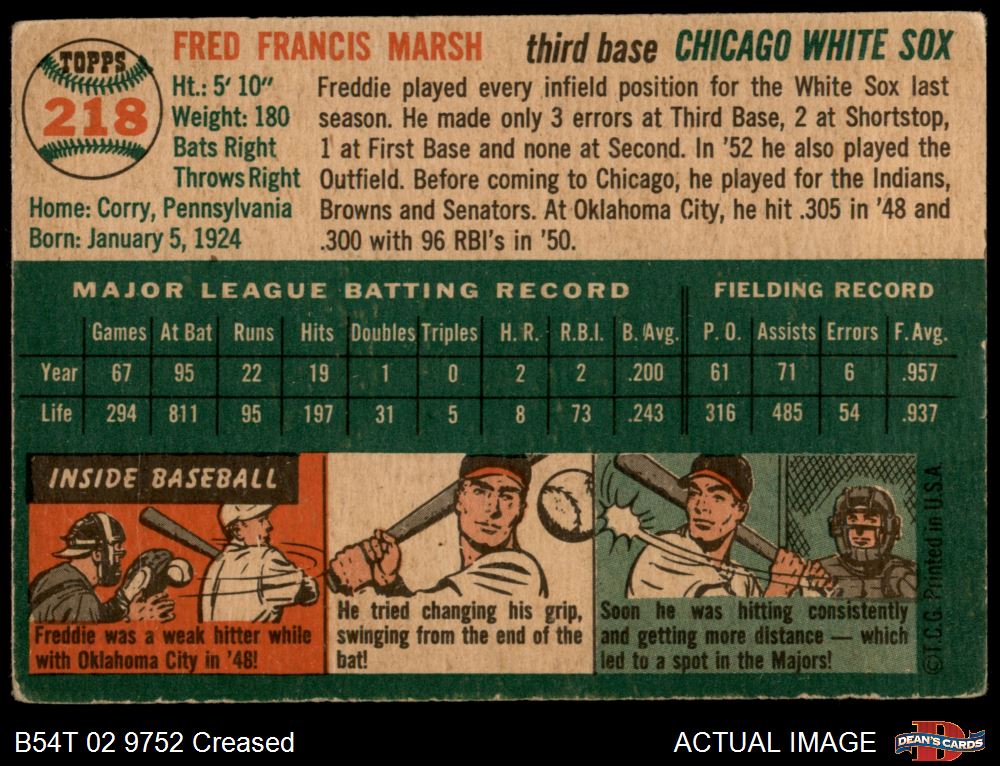 TOPPS
218
FRED FRANCIS MARSH third base CHICAGO WHITE SOX
Ht.: 5' 10"
Weight: 180
Bats Right
Throws Right
Home: Corry, Pennsylvania
Born: January 5, 1924
Freddie played every infield position for the White Sox last
season. He made only 3 errors at Third Base, 2 at Shortstop,
1 at First Base and none at Second. In '52 he also played the
Outfield. Before coming to Chicago, he played for the Indians,
Browns and Senators. At Oklahoma City, he hit .305 in '48 and
.300 with 96 RBI's in '50.
MAJOR LEAGUE BATTING RECORD FIELDING RECORD
Games At Bat Runs Hits Doubles Triples H. R. R.B.I. B. Avg. P. O. Assists Errors F. Avg.
Year 67 95 22 19 1 0 2 2 .200 61 71 6 .957
Life 294 811 95 197 31 5 8 73 .243 316 485 54 .937
INSIDE BASEBALL
Freddie was a weak hitter while
with Oklahoma City in '48!
He tried changing his grip,
swinging from the end of the
bat!
Soon he was hitting consistently
and getting more distance — which
led to a spot in the Majors!
©T.C.G. Printed in U.S.A.
B54T 02 9752 Creased
ACTUAL IMAGE
DEAN'S CARDS